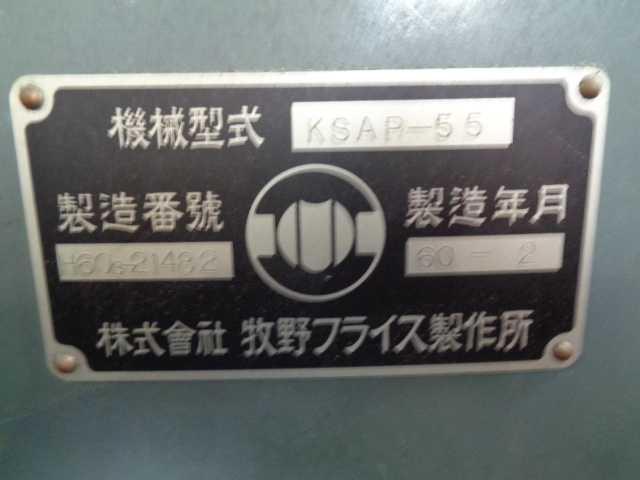 機械型式 KSAP-55
製造番號 製造年月
H60G-21482 60-2
株式會社 牧野フライス製作所